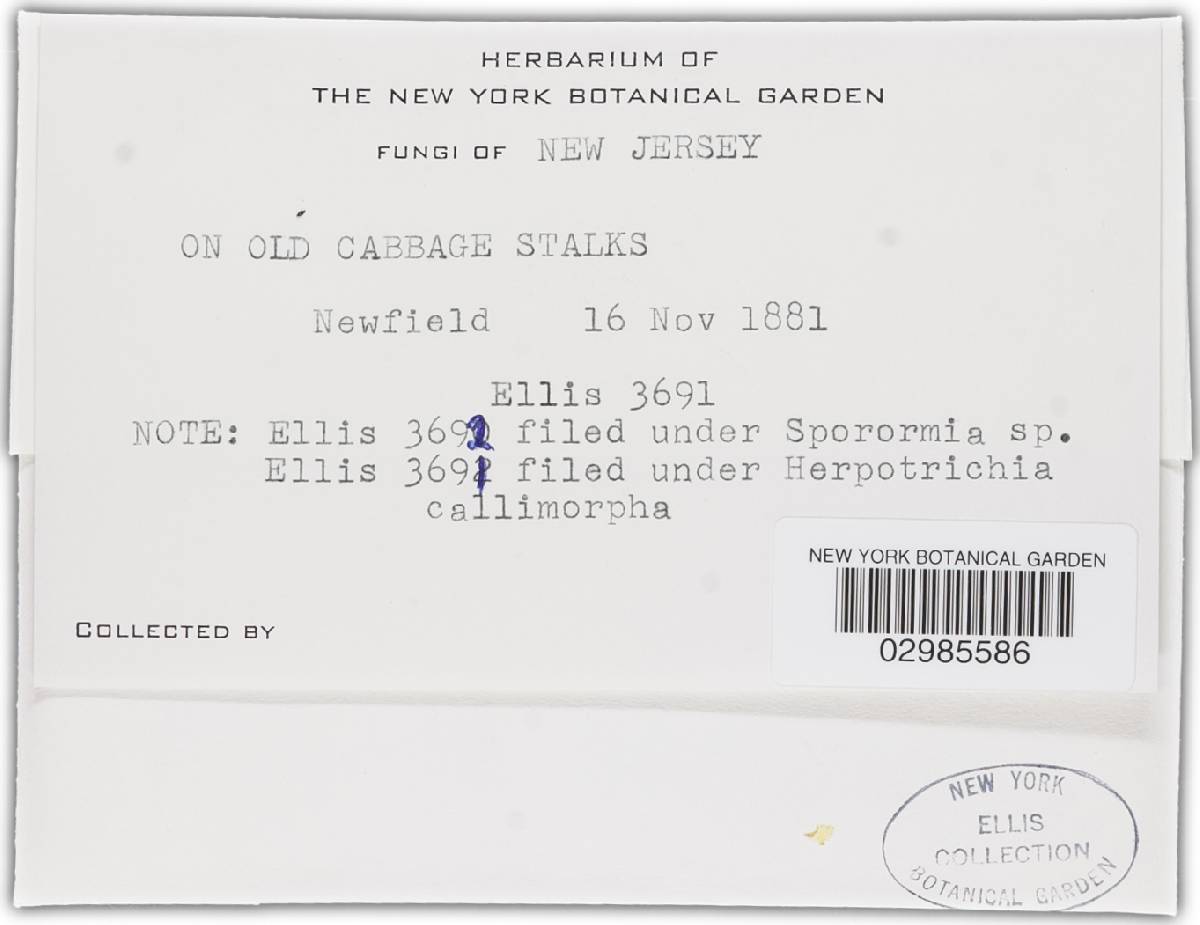 HERBARIUM OF
THE NEW YORK BOTANICAL GARDEN
FUNGI OF NEW JERSEY
ON OLD CABBAGE STALKS
Newfield 16 Nov 1881
Ellis 3691
NOTE: Ellis 3692 filed under Sporormia sp.
Ellis 3691 filed under Herpotrichia
callimorpha
NEW YORK BOTANICAL GARDEN
02985586
COLLECTED BY
NEW YORK
ELLIS
COLLECTION
BOTANICAL GARDEN